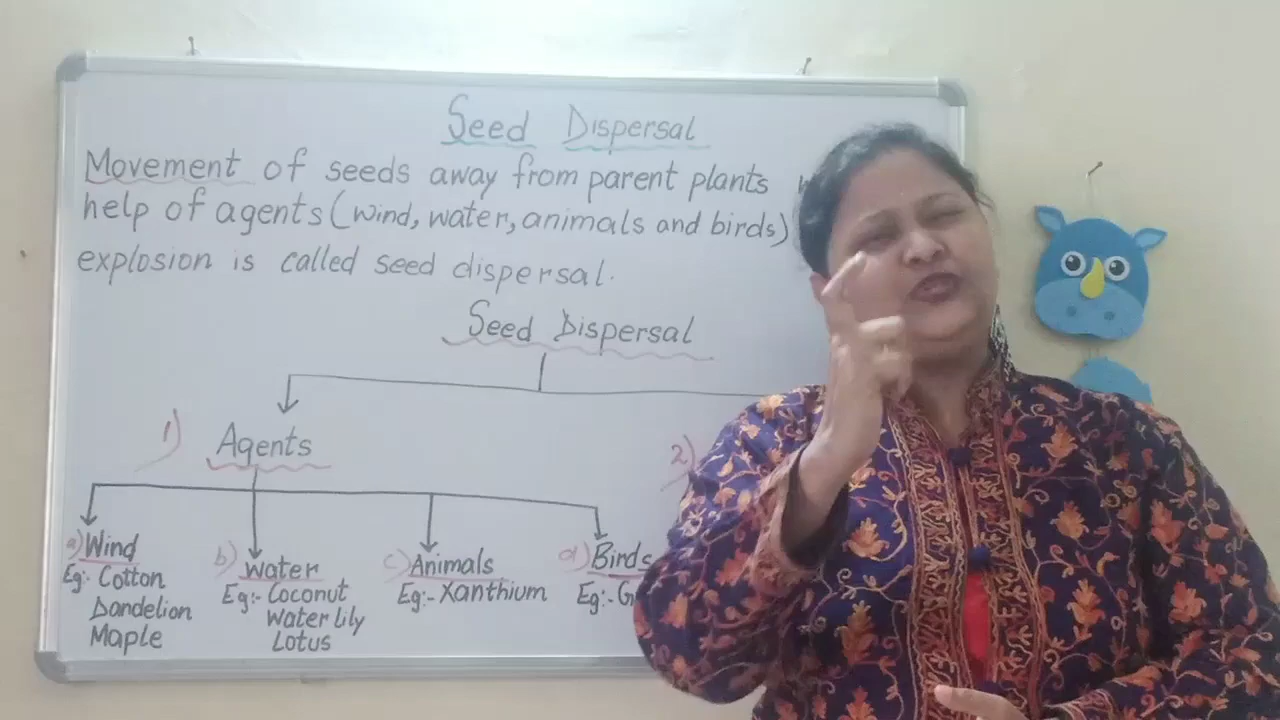 Seed Dispersal
Movement of seeds away from parent plants
help of agents (wind, water, animals and birds)
explosion is called seed dispersal.
Seed Dispersal
1) Agents
2)
a) Wind
Eg:- Cotton
Dandelion
Maple
b) Water
Eg:- Coconut
Water lily
Lotus
c) Animals
Eg:- Xanthium
d) Birds
Eg:-